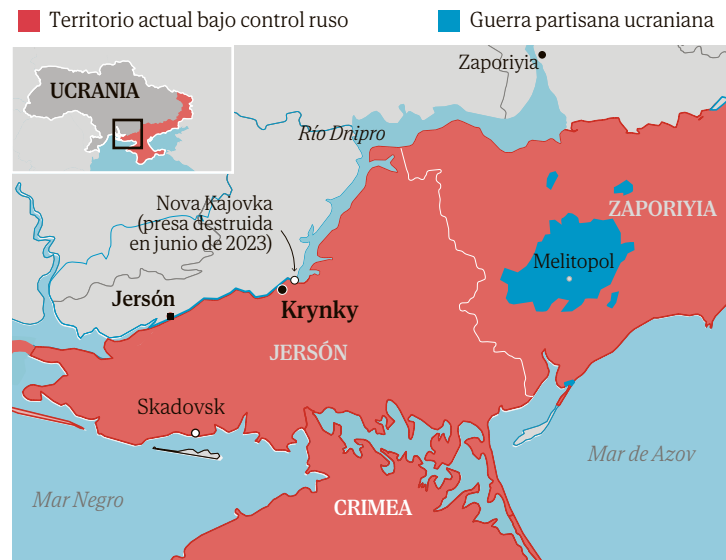 Territorio actual bajo control ruso
Guerra partisana ucraniana
UCRANIA
Zaporiyia
Río Dnipro
Nova Kajovka
(presa destruida
en junio de 2023)
ZAPORIYIA
Melitopol
Jersón
Krynky
JERSÓN
Skadovsk
Mar de Azov
Mar Negro
CRIMEA